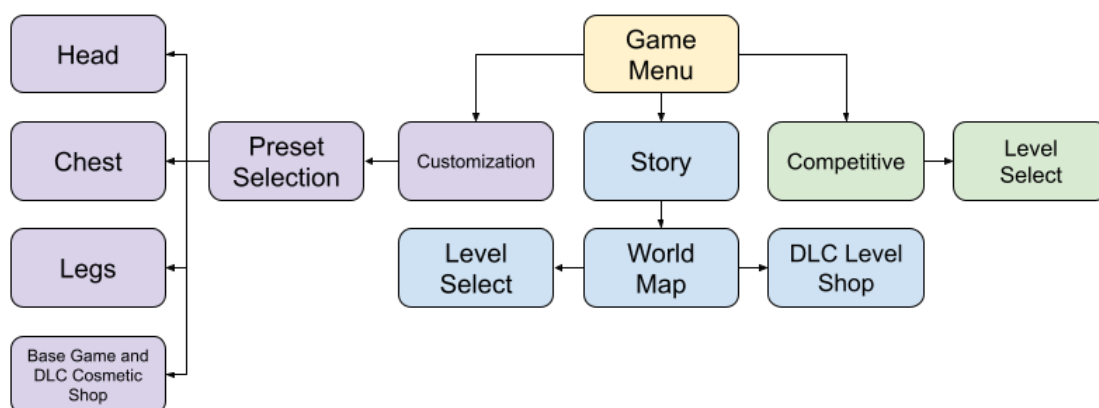 Game
Menu
Head
Chest
Legs
Base Game and
DLC Cosmetic
Shop
Preset
Selection
Customization
Story
Competitive
Level
Select
Level
Select
World
Map
DLC Level
Shop